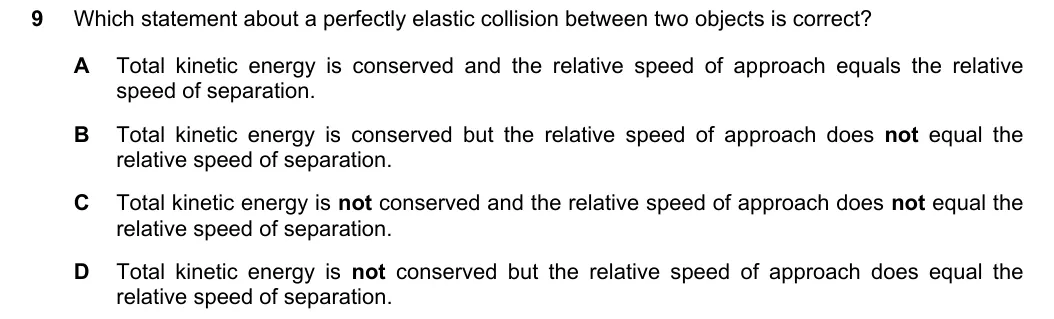 9 Which statement about a perfectly elastic collision between two objects is correct?
A Total kinetic energy is conserved and the relative speed of approach equals the relative
speed of separation.
B Total kinetic energy is conserved but the relative speed of approach does not equal the
relative speed of separation.
C Total kinetic energy is not conserved and the relative speed of approach does not equal the
relative speed of separation.
D Total kinetic energy is not conserved but the relative speed of approach does equal the
relative speed of separation.